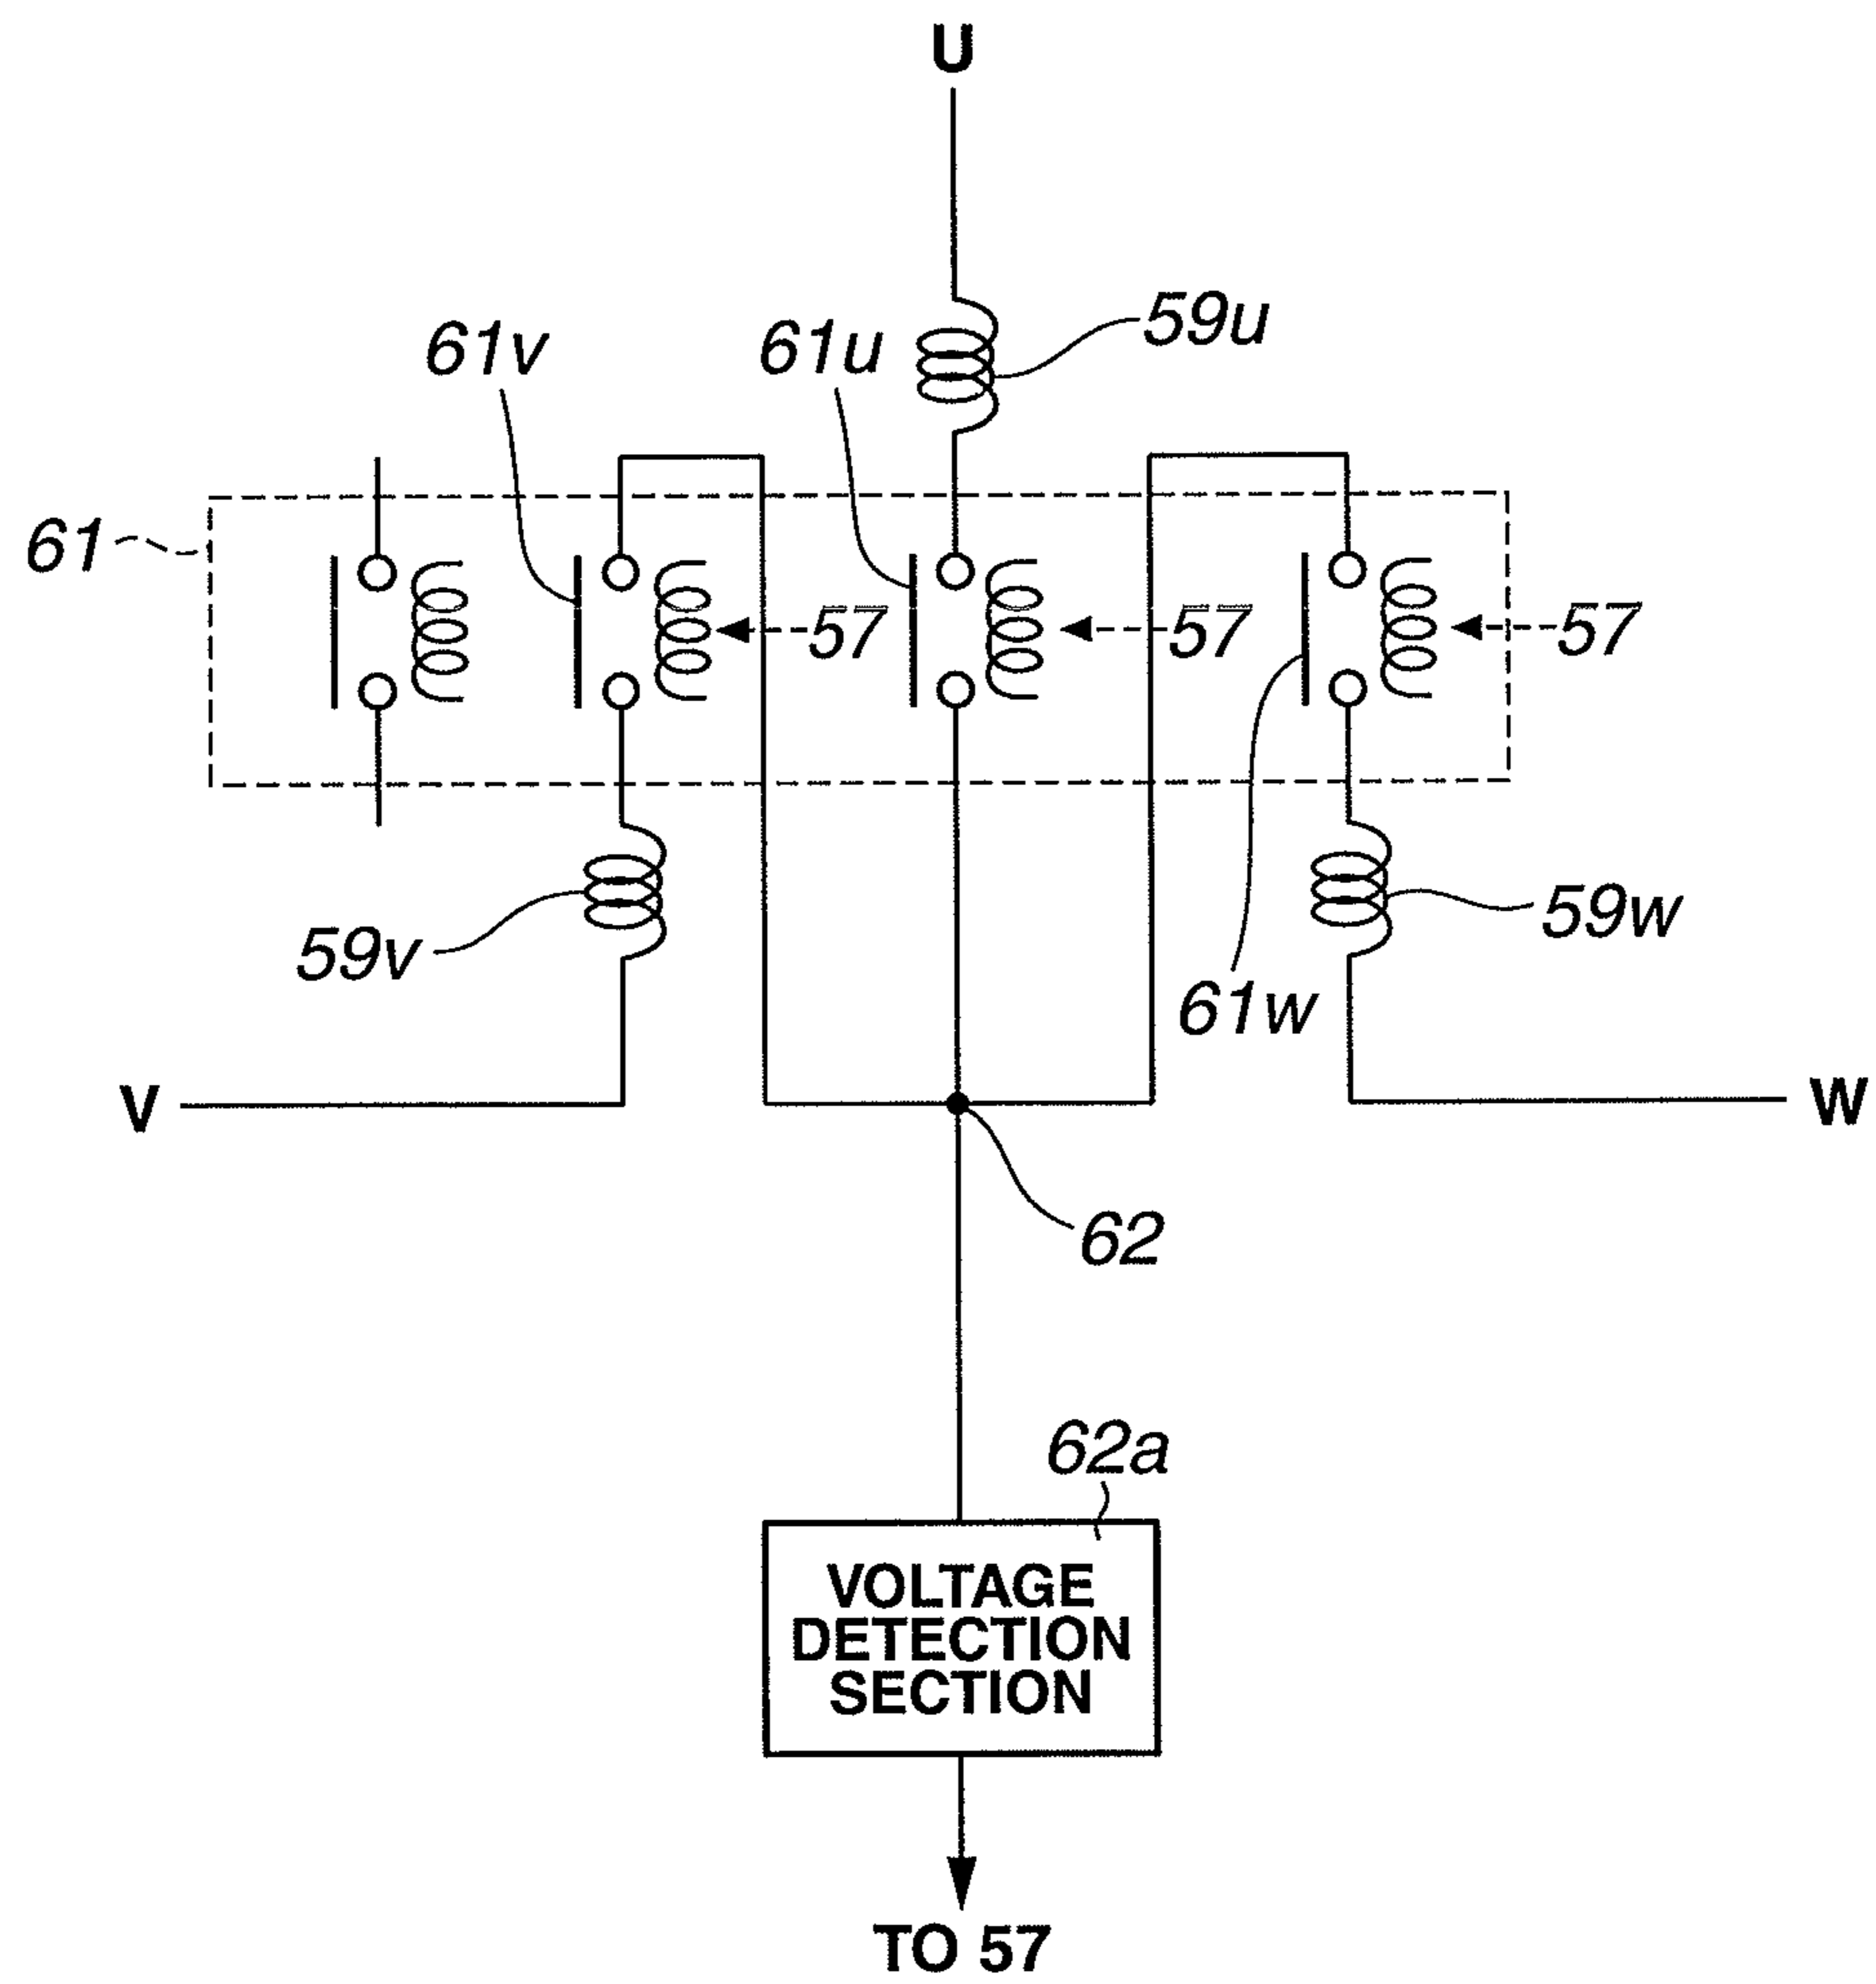 U
59u
61v
61u
61
57
57
57
59v
59w
61w
V
W
62
62a
VOLTAGE
DETECTION
SECTION
TO 57